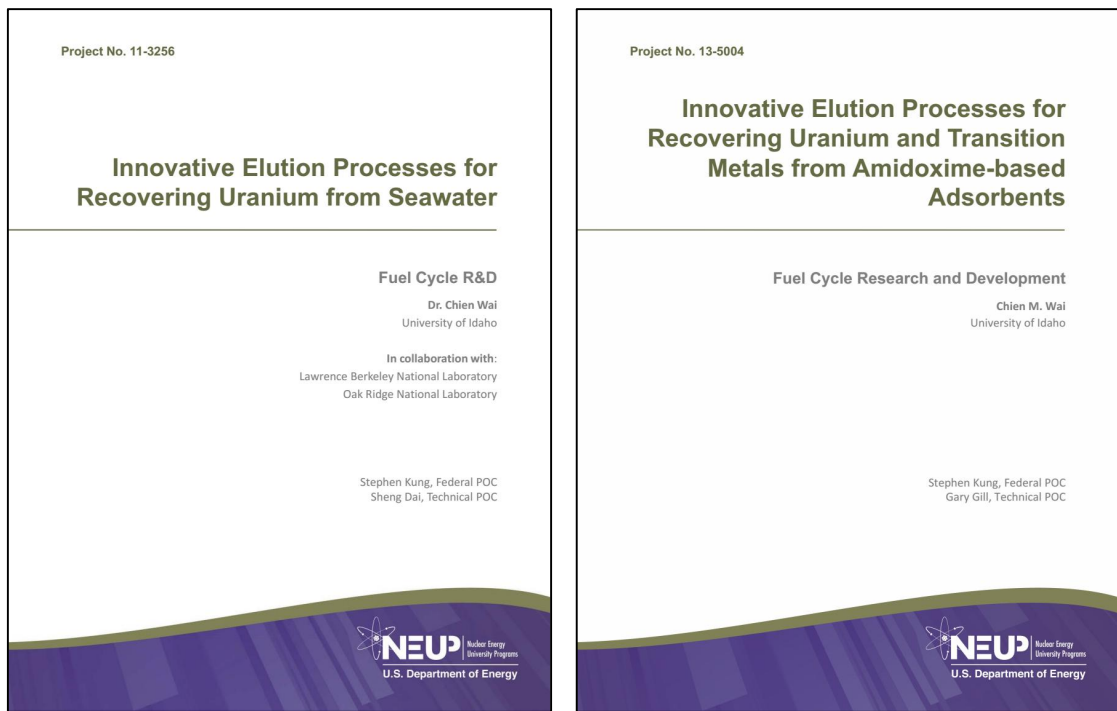 Project No. 11-3256
Innovative Elution Processes for
Recovering Uranium from Seawater
Fuel Cycle R&D
Dr. Chien Wai
University of Idaho
In collaboration with:
Lawrence Berkeley National Laboratory
Oak Ridge National Laboratory
Stephen Kung, Federal POC
Sheng Dai, Technical POC
NEUP
Nuclear Energy
University Programs
U.S. Department of Energy
Project No. 13-5004
Innovative Elution Processes for
Recovering Uranium and Transition
Metals from Amidoxime-based
Adsorbents
Fuel Cycle Research and Development
Chien M. Wai
University of Idaho
Stephen Kung, Federal POC
Gary Gill, Technical POC
NEUP
Nuclear Energy
University Programs
U.S. Department of Energy